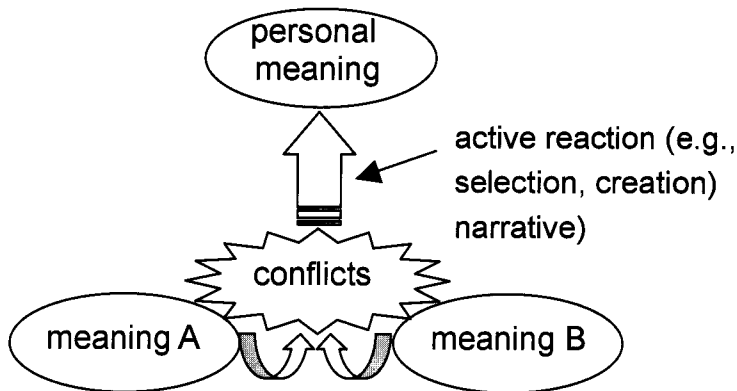 personal
meaning
active reaction (e.g.,
selection, creation)
narrative)
conflicts
meaning A
meaning B